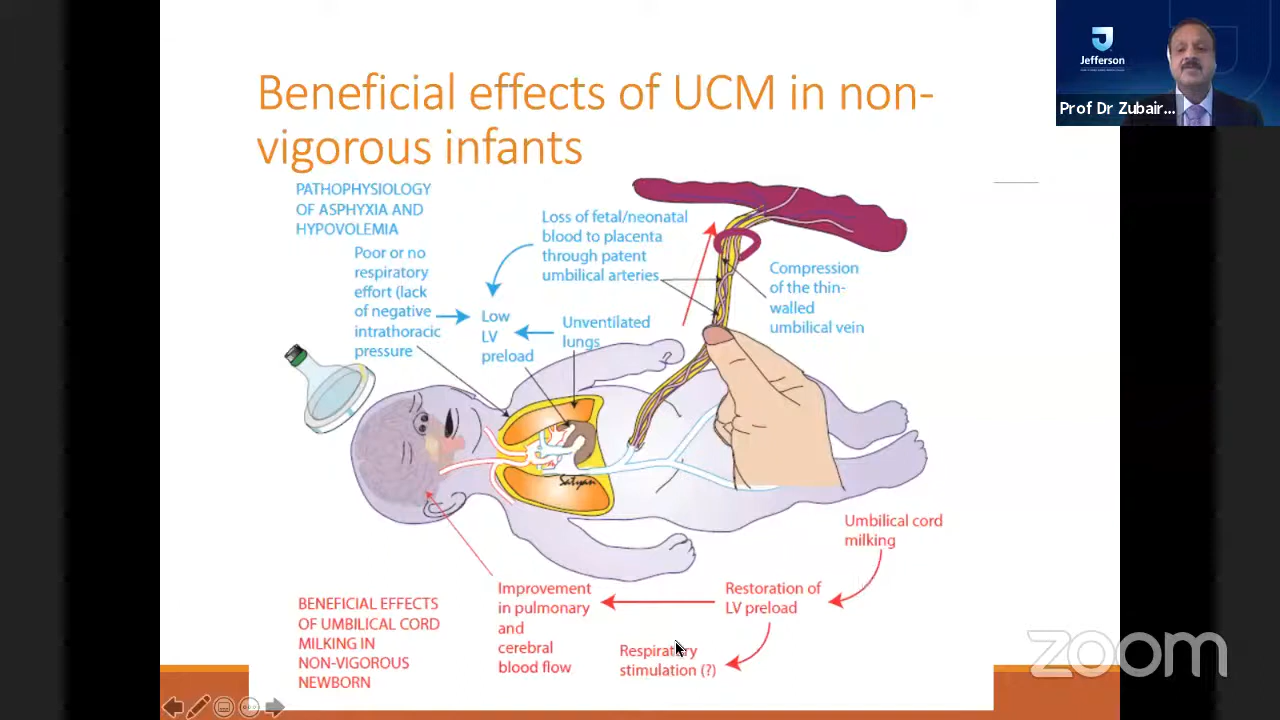 Beneficial effects of UCM in non-
vigorous infants
PATHOPHYSIOLOGY
OF ASPHYXIA AND
HYPOVOLEMIA
Poor or no
respiratory
effort (lack
of negative
intrathoracic
pressure
Low
LV
preload
Loss of fetal/neonatal
blood to placenta
through patent
umbilical arteries
Unventilated
lungs
Compression
of the thin-
walled
umbilical vein
Satyan
Umbilical cord
milking
Restoration of
LV preload
Improvement
in pulmonary
and
cerebral
blood flow
Respiratory
stimulation (?)
BENEFICIAL EFFECTS
OF UMBILICAL CORD
MILKING IN
NON-VIGOROUS
NEWBORN
Jefferson
Prof Dr Zubair...
zoom